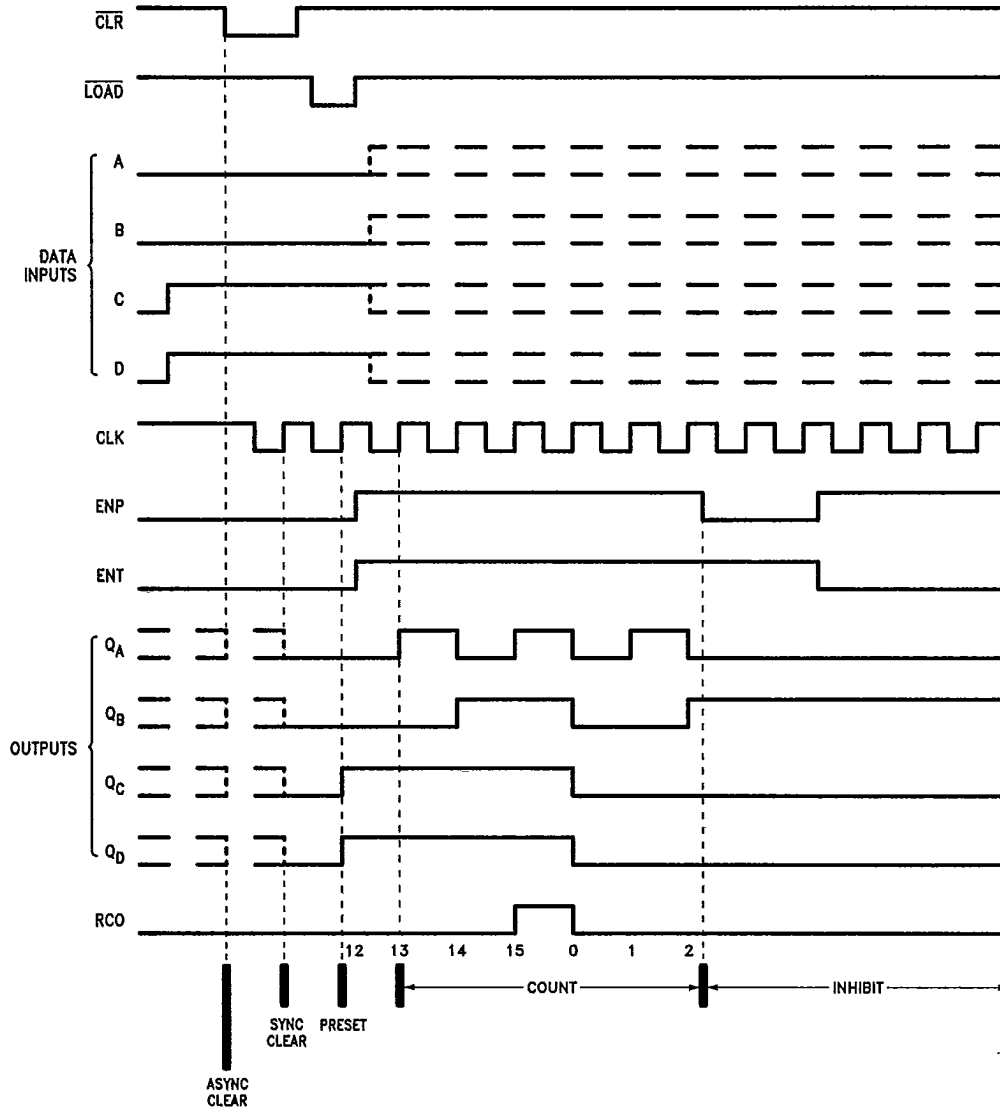 CLR
LOAD
A
B
DATA
INPUTS
C
D
CLK
ENP
ENT
QA
QB
OUTPUTS
QC
QD
RCO
12 13 14 15 0 1 2
COUNT INHIBIT
SYNC
CLEAR
PRESET
ASYNC
CLEAR